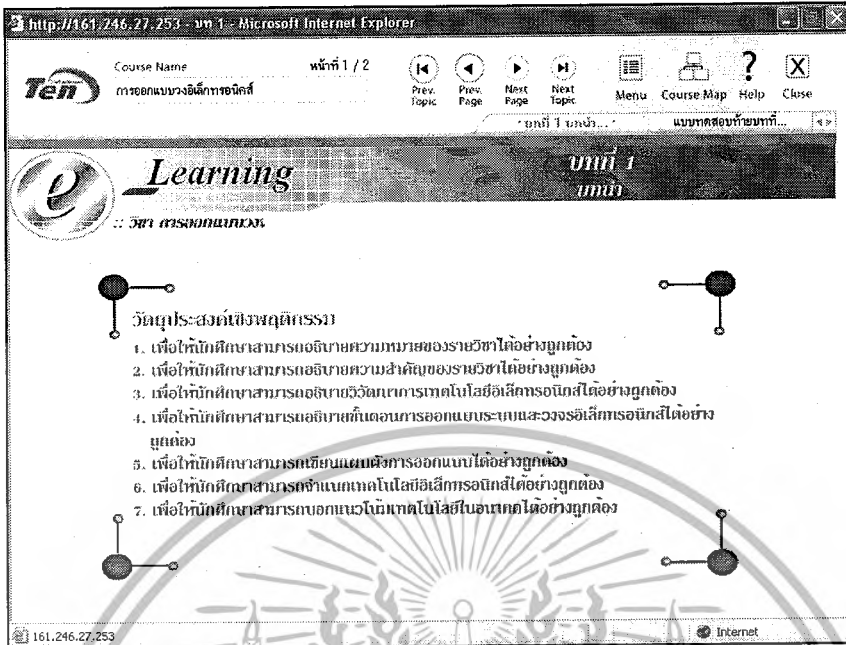 http://161.246.27.253 - บท 1 - Microsoft Internet Explorer
Ten
Course Name หน้าที่ 1 / 2
การออกแบบวงอิเล็กทรอนิคส์
Prev. Topic Prev. Page Next Page Next Topic Menu Course Map Help Close
บทที่ 1 บทนำ... แบบทดสอบท้ายบทที่...
e Learning
บทที่ 1
บทนำ
:: วิชา การออกแบบวงจ
วัตถุประสงค์เชิงพฤติกรรม
1. เพื่อให้นักศึกษาสามารถอธิบายความหมายของรายวิชาได้อย่างถูกต้อง
2. เพื่อให้นักศึกษาสามารถอธิบายความสำคัญของรายวิชาได้อย่างถูกต้อง
3. เพื่อให้นักศึกษาสามารถอธิบายวิวัฒนาการเทคโนโลยีอิเล็กทรอนิกส์ได้อย่างถูกต้อง
4. เพื่อให้นักศึกษาสามารถอธิบายขั้นตอนการออกแบบระบบและวงจรอิเล็กทรอนิกส์ได้อย่าง
ถูกต้อง
5. เพื่อให้นักศึกษาสามารถเขียนแผนผังการออกแบบได้อย่างถูกต้อง
6. เพื่อให้นักศึกษาสามารถจำแนกเทคโนโลยีอิเล็กทรอนิกส์ได้อย่างถูกต้อง
7. เพื่อให้นักศึกษาสามารถบอกแนวโน้มเทคโนโลยีในอนาคตได้อย่างถูกต้อง
161.246.27.253 Internet